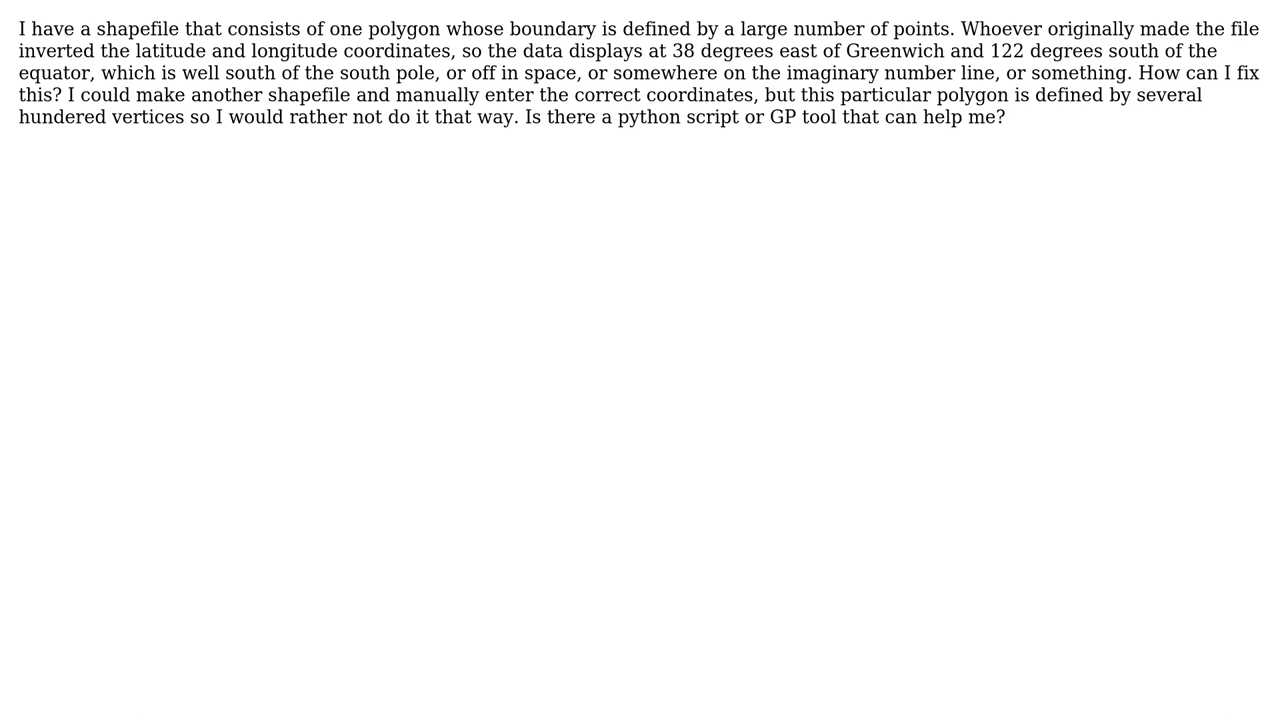 I have a shapefile that consists of one polygon whose boundary is defined by a large number of points. Whoever originally made the file
inverted the latitude and longitude coordinates, so the data displays at 38 degrees east of Greenwich and 122 degrees south of the
equator, which is well south of the south pole, or off in space, or somewhere on the imaginary number line, or something. How can I fix
this? I could make another shapefile and manually enter the correct coordinates, but this particular polygon is defined by several
hundered vertices so I would rather not do it that way. Is there a python script or GP tool that can help me?